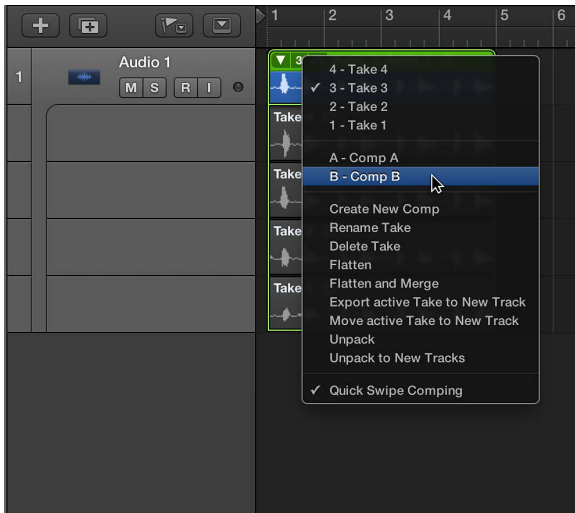 1 2 3 4 5 6
1
Audio 1
M S R I
3
Take
Take
Take
Take
4 - Take 4
✓ 3 - Take 3
2 - Take 2
1 - Take 1
A - Comp A
B - Comp B
Create New Comp
Rename Take
Delete Take
Flatten
Flatten and Merge
Export active Take to New Track
Move active Take to New Track
Unpack
Unpack to New Tracks
✓ Quick Swipe Comping